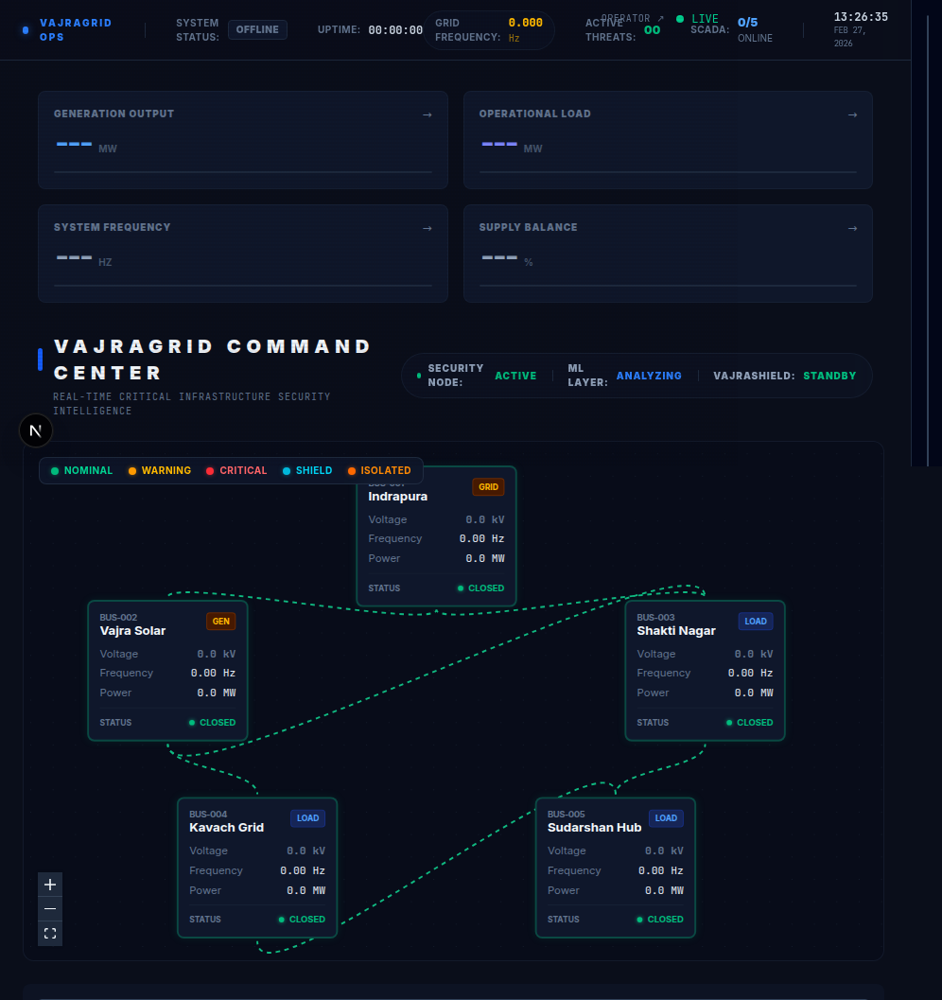 VAJRAGRID
OPS
SYSTEM
STATUS:
OFFLINE
UPTIME: 00:00:00
GRID
FREQUENCY:
0.000
Hz
ACTIVE
THREATS:
00
OPERATOR ↗
LIVE
SCADA:
0/5
ONLINE
13:26:35
FEB 27,
2026
GENERATION OUTPUT →
--- MW
OPERATIONAL LOAD →
--- MW
SYSTEM FREQUENCY →
--- HZ
SUPPLY BALANCE →
--- %
VAJRAGRID COMMAND
CENTER
REAL-TIME CRITICAL INFRASTRUCTURE SECURITY
INTELLIGENCE
SECURITY
NODE:
ACTIVE
ML
LAYER:
ANALYZING
VAJRASHIELD: STANDBY
N
NOMINAL WARNING CRITICAL SHIELD ISOLATED
Indrapura GRID
Voltage 0.0 kV
Frequency 0.00 Hz
Power 0.0 MW
STATUS CLOSED
BUS-002
Vajra Solar GEN
Voltage 0.0 kV
Frequency 0.00 Hz
Power 0.0 MW
STATUS CLOSED
BUS-003
Shakti Nagar LOAD
Voltage 0.0 kV
Frequency 0.00 Hz
Power 0.0 MW
STATUS CLOSED
BUS-004
Kavach Grid LOAD
Voltage 0.0 kV
Frequency 0.00 Hz
Power 0.0 MW
STATUS CLOSED
BUS-005
Sudarshan Hub LOAD
Voltage 0.0 kV
Frequency 0.00 Hz
Power 0.0 MW
STATUS CLOSED